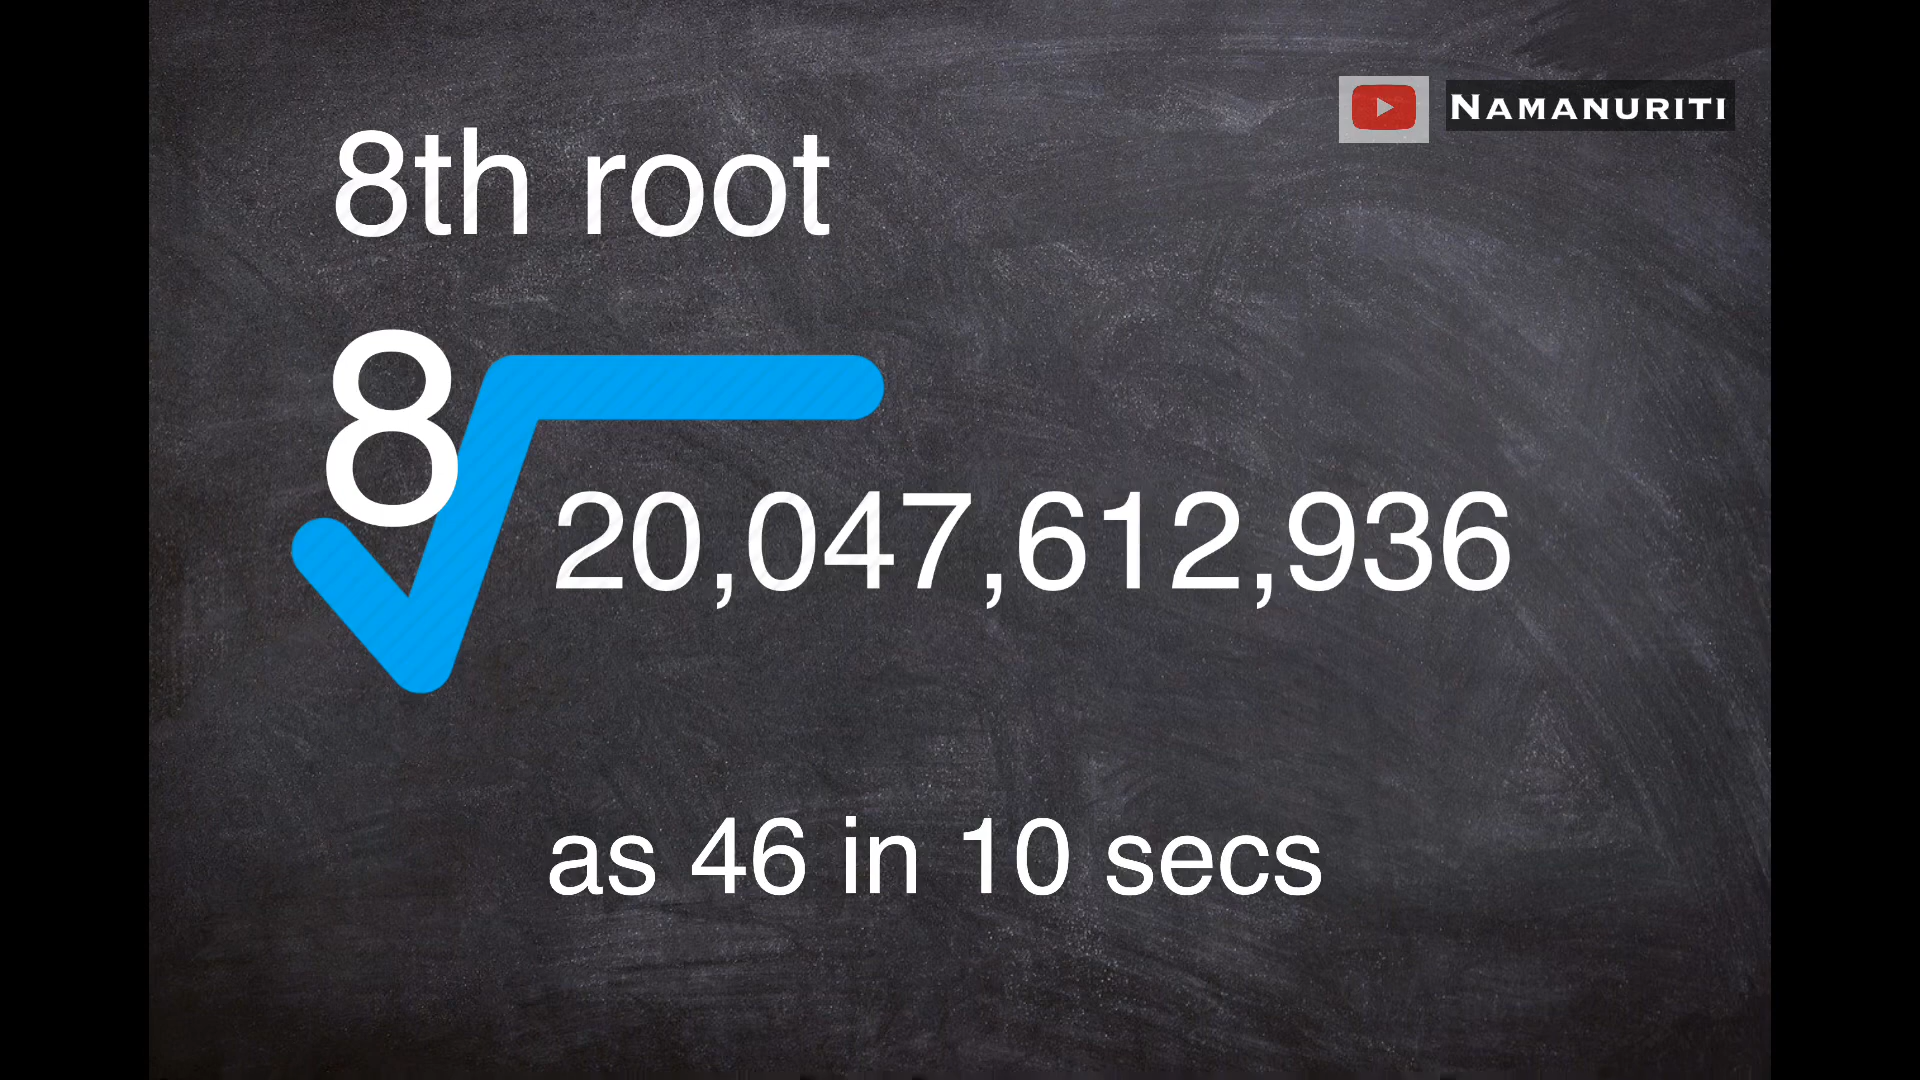 NAMANURITI
8th root
8
20,047,612,936
as 46 in 10 secs